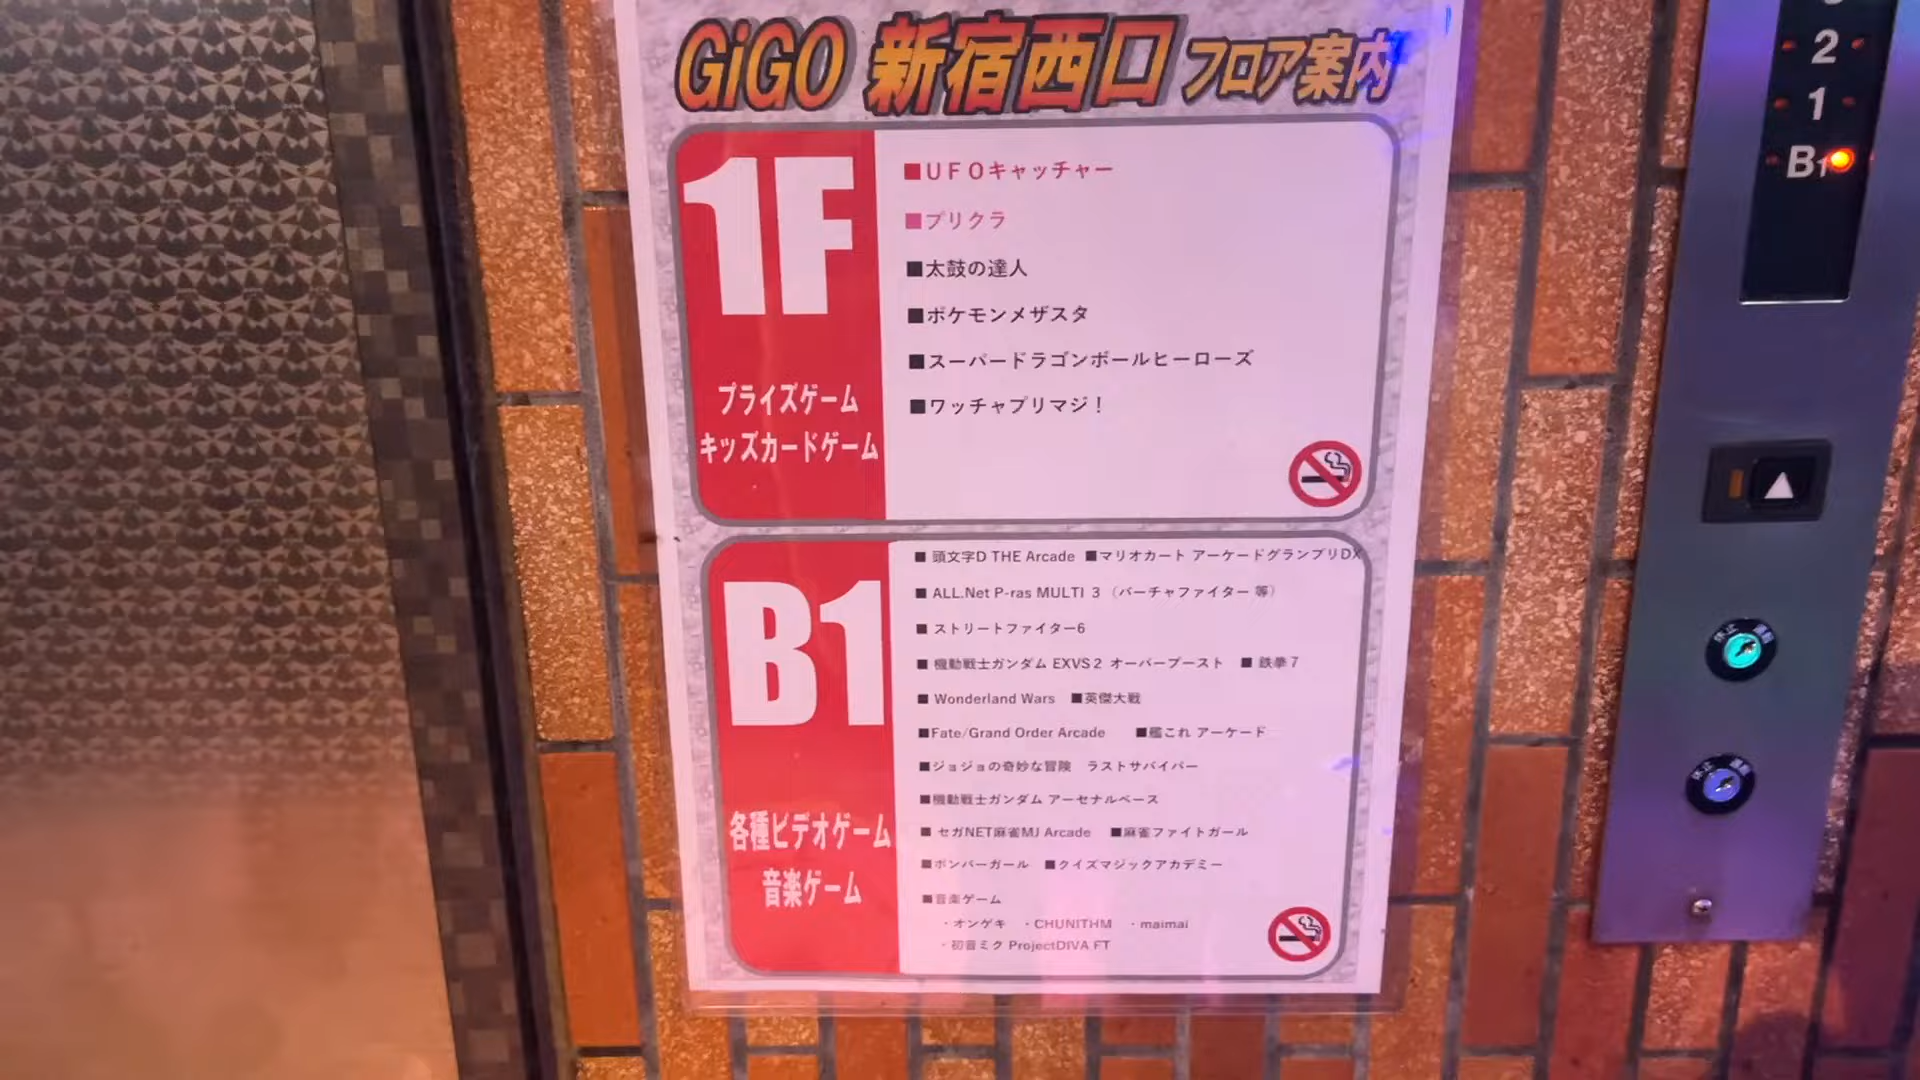 GiGO 新宿西口 フロア案内
1F
プライズゲーム
キッズカードゲーム
■UFOキャッチャー
■プリクラ
■太鼓の達人
■ポケモンメザスタ
■スーパードラゴンボールヒーローズ
■ワッチャプリマジ！
B1
各種ビデオゲーム
音楽ゲーム
■ 頭文字D THE Arcade ■マリオカート アーケードグランプリDX
■ ALL.Net P-ras MULTI 3（バーチャファイター 等）
■ ストリートファイター6
■ 機動戦士ガンダム EXVS2 オーバーブースト ■ 鉄拳7
■ Wonderland Wars ■英傑大戦
■Fate/Grand Order Arcade ■艦これ アーケード
■ジョジョの奇妙な冒険 ラストサバイバー
■機動戦士ガンダム アーセナルベース
■ セガNET麻雀MJ Arcade ■麻雀ファイトガール
■ボンバーガール ■クイズマジックアカデミー
■音楽ゲーム
・オンゲキ ・CHUNITHM ・maimai
・初音ミク ProjectDIVA FT
2
1
B1
休止
休止